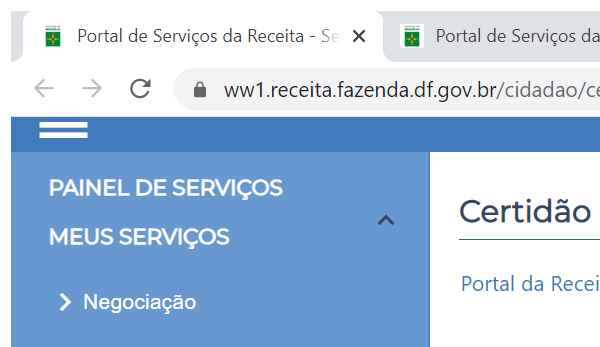 Portal de Serviços da Receita - Se
Portal de Serviços da
ww1.receita.fazenda.df.gov.br/cidadao/ce
PAINEL DE SERVIÇOS
MEUS SERVIÇOS
Negociação
Certidão
Portal da Recei